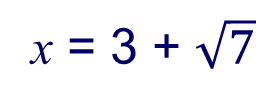 x = 3 + √7